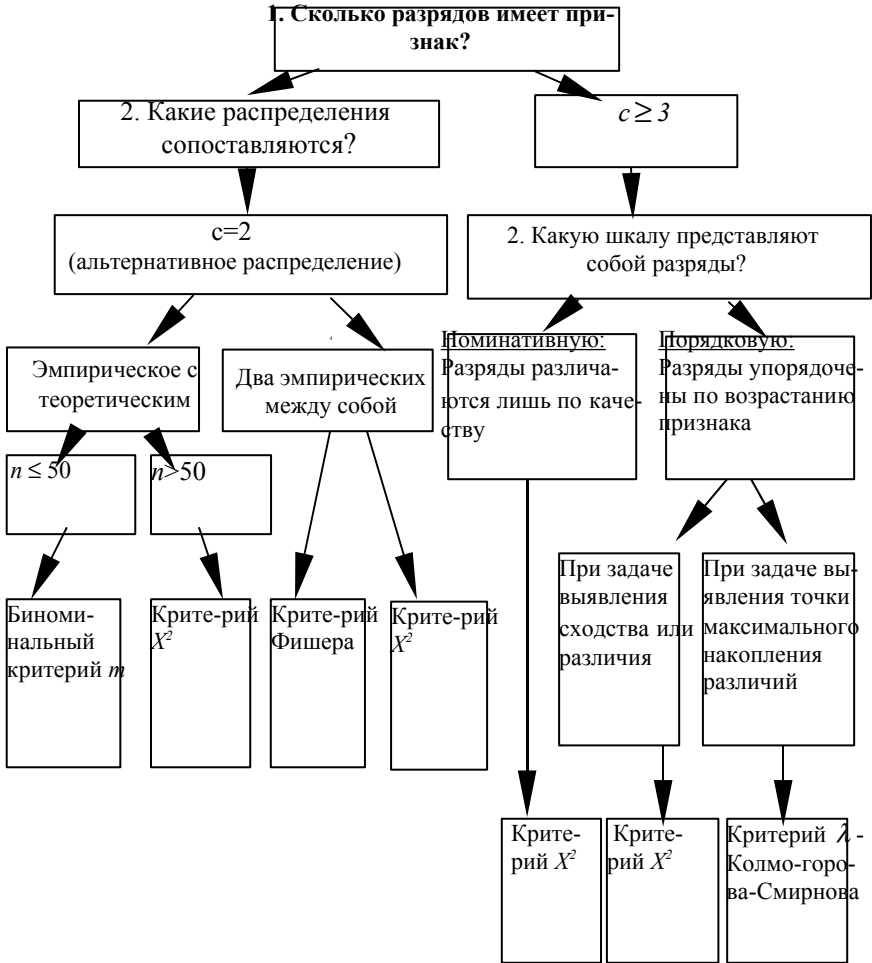 1. Сколько разрядов имеет при-
знак?
2. Какие распределения
сопоставляются?
c ≥ 3
c=2
(альтернативное распределение)
2. Какую шкалу представляют
собой разряды?
Эмпирическое с
теоретическим
Два эмпирических
между собой
Номинативную:
Разряды различа-
ются лишь по каче-
ству
Порядковую:
Разряды упорядоче-
ны по возрастанию
признака
n ≤ 50
n>50
Биноми-
нальный
критерий m
Крите-рий
X²
Крите-рий
Фишера
Крите-рий
X²
При задаче
выявления
сходства или
различия
При задаче вы-
явления точки
максимального
накопления
различий
Крите-
рий X²
Крите-
рий X²
Критерий λ̂ -
Колмо-горо-
ва-Смирнова